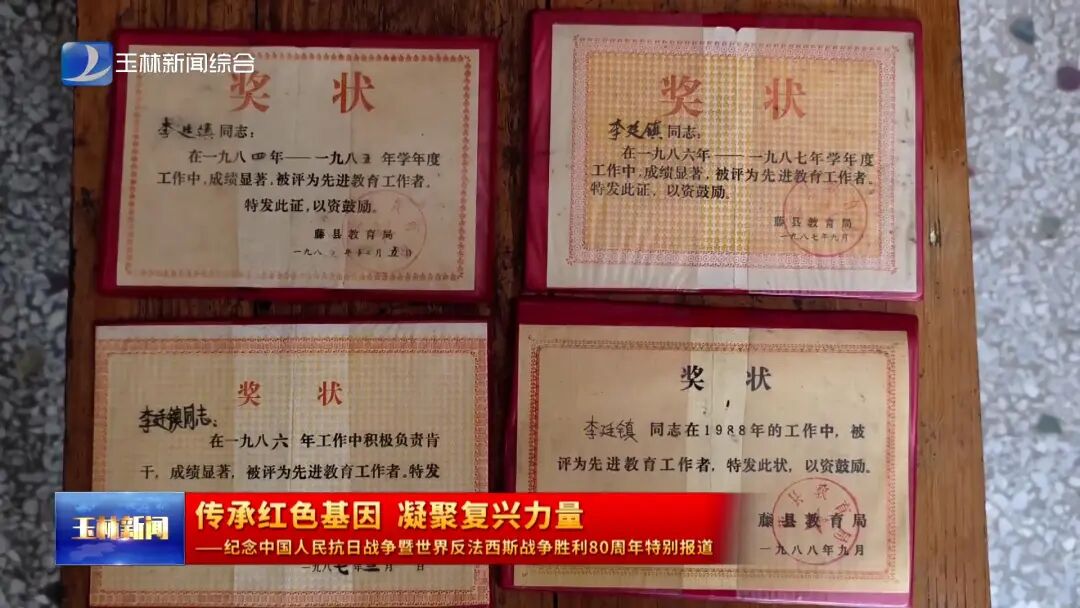 玉林新闻综合
奖 状
李廷镇同志：
在一九八四年——一九八五年学年度
工作中，成绩显著，被评为先进教育工作者。
特发此证，以资鼓励。
藤县教育局
奖 状
李廷镇同志：
在一九八六年——一九八七年学年度
工作中，成绩显著，被评为先进教育工作者。
特发此证，以资鼓励。
藤县教育局
一九八七年九月
奖 状
李廷镇同志：
在一九八六年工作中积极负责肯
干，成绩显著，被评为先进教育工作者。特发
奖 状
李廷镇 同志在1988年的工作中，被
评为先进教育工作者，特发此状，以资鼓励。
藤县教育局
一九八八年九月
玉林新闻
传承红色基因 凝聚复兴力量
——纪念中国人民抗日战争暨世界反法西斯战争胜利80周年特别报道